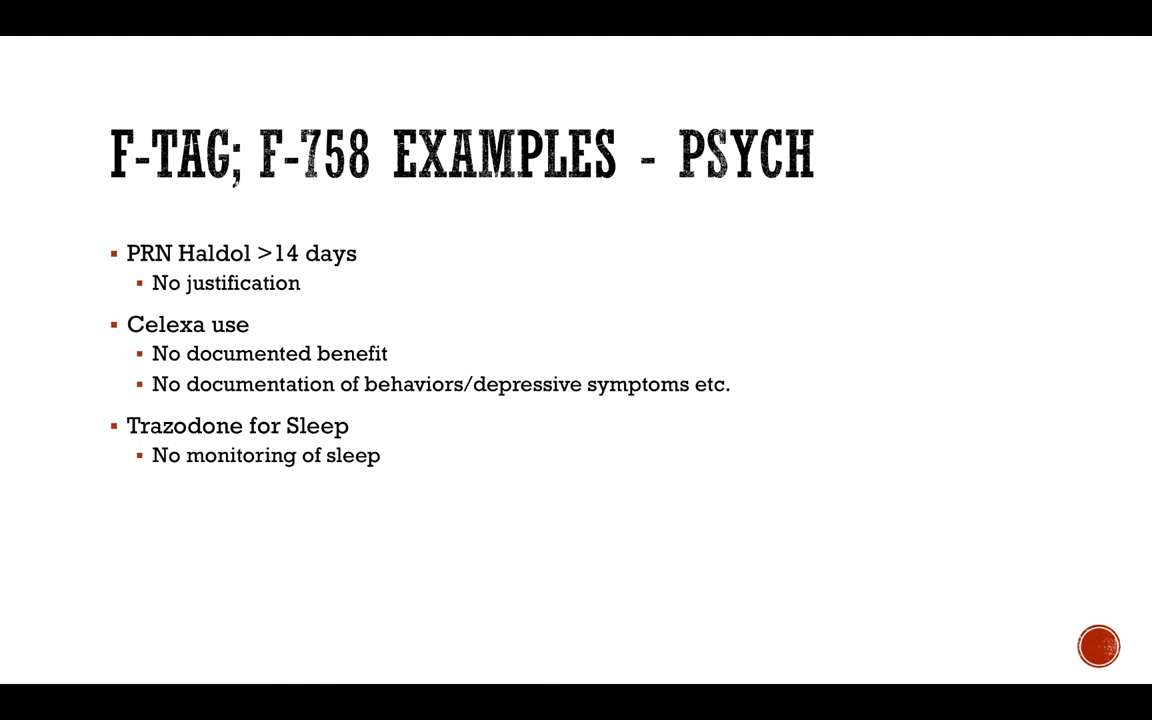 F-TAG; F-758 EXAMPLES - PSYCH
PRN Haldol >14 days
No justification
Celexa use
No documented benefit
No documentation of behaviors/depressive symptoms etc.
Trazodone for Sleep
No monitoring of sleep